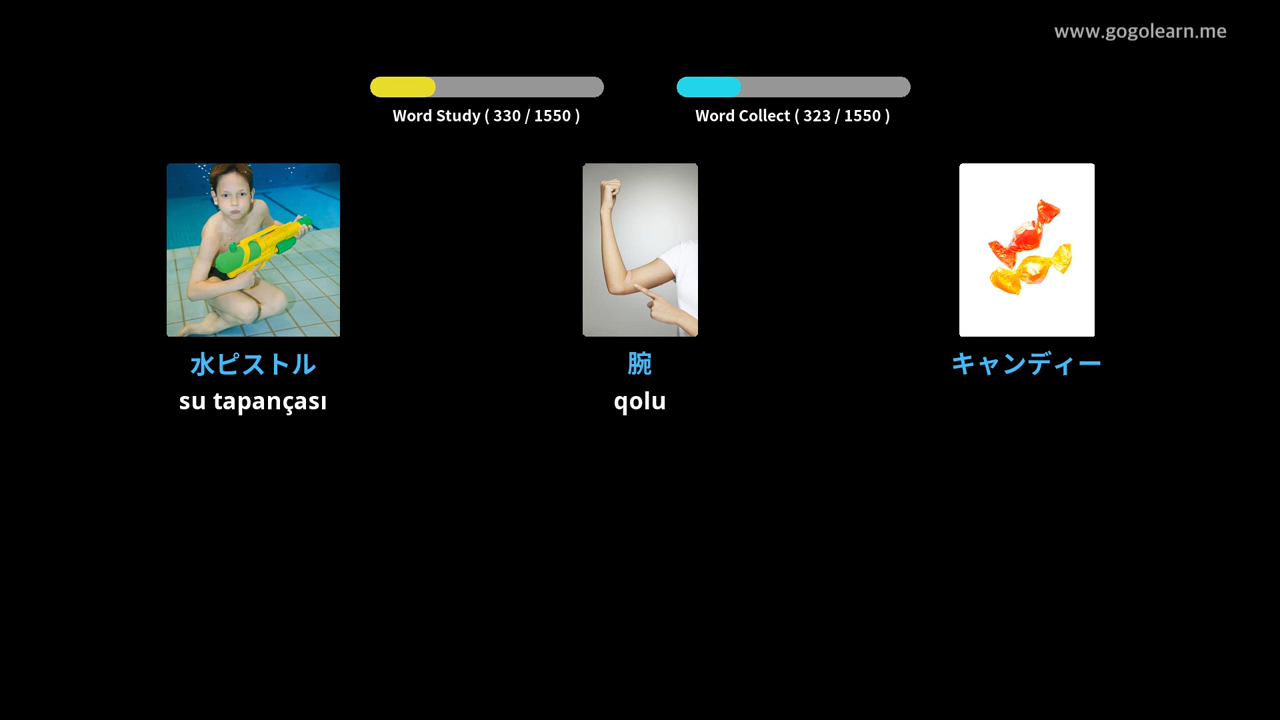 www.gogolearn.me
Word Study ( 330 / 1550 )
Word Collect ( 323 / 1550 )
水ピストル
腕
キャンディー
su tapançası
qolu